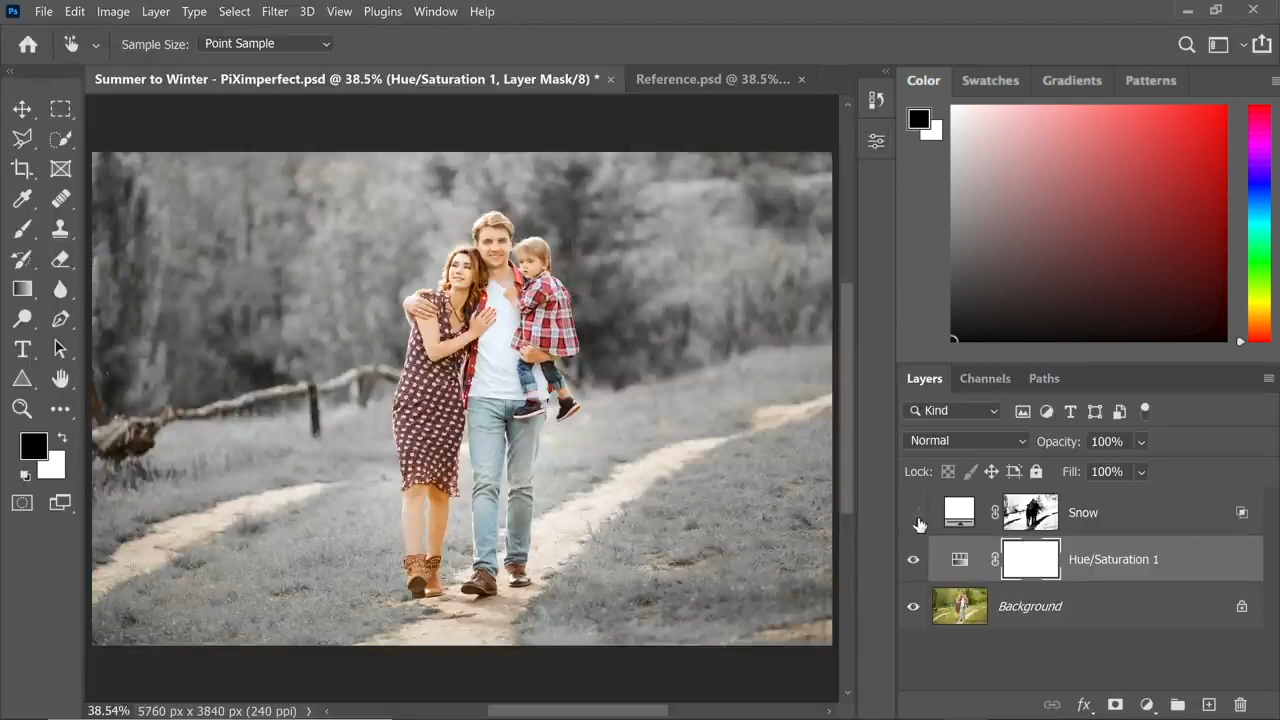 Ps File Edit Image Layer Type Select Filter 3D View Plugins Window Help
Sample Size: Point Sample
Summer to Winter - PiXimperfect.psd @ 38.5% (Hue/Saturation 1, Layer Mask/8) * × Reference.psd @ 38.5%... ×
Color Swatches Gradients Patterns
Layers Channels Paths
Kind
Normal Opacity: 100%
Lock: Fill: 100%
Snow
Hue/Saturation 1
Background
38.54% 5760 px x 3840 px (240 ppi)